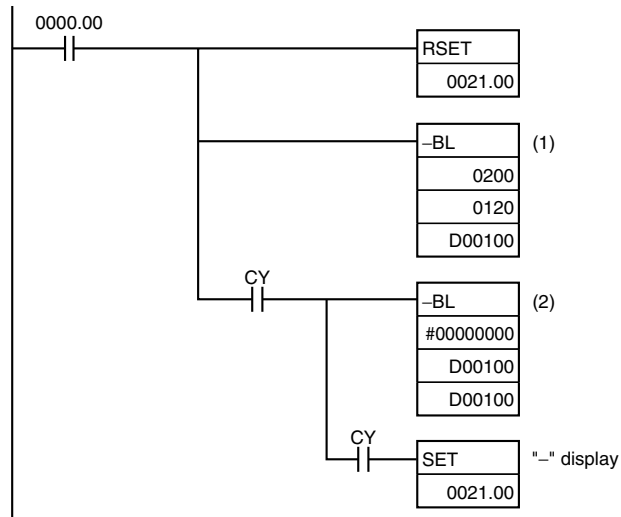 0000.00
RSET
0021.00
–BL (1)
0200
0120
D00100
CY
–BL (2)
#00000000
D00100
D00100
CY
SET "–" display
0021.00